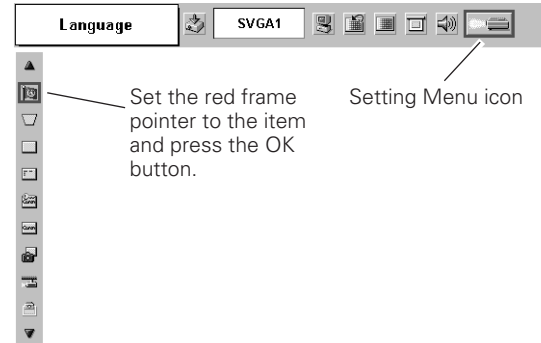 Language
SVGA1
Set the red frame
pointer to the item
and press the OK
button.
Setting Menu icon